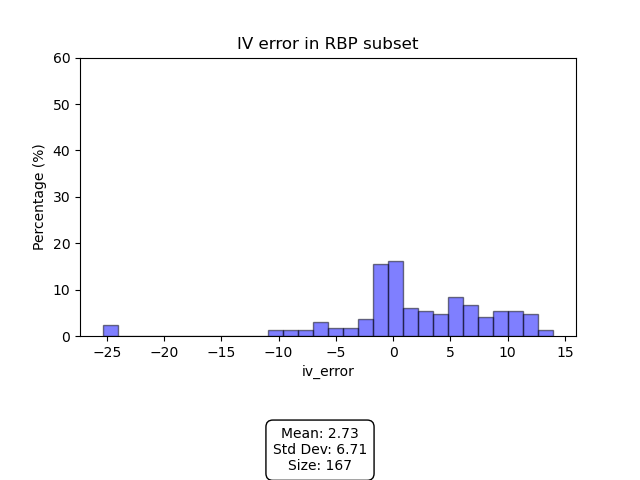 IV error in RBP subset
60
50
40
30
20
10
0
Percentage (%)
−25 −20 −15 −10 −5 0 5 10 15
iv_error
Mean: 2.73
Std Dev: 6.71
Size: 167